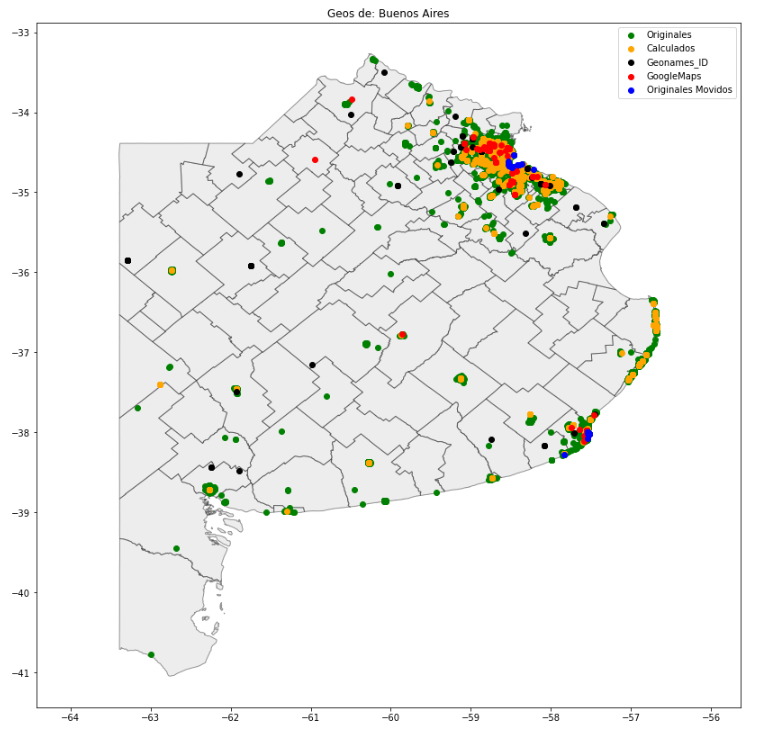 Geos de: Buenos Aires
Originales
Calculados
Geonames_ID
GoogleMaps
Originales Movidos
−33
−34
−35
−36
−37
−38
−39
−40
−41
−64 −63 −62 −61 −60 −59 −58 −57 −56